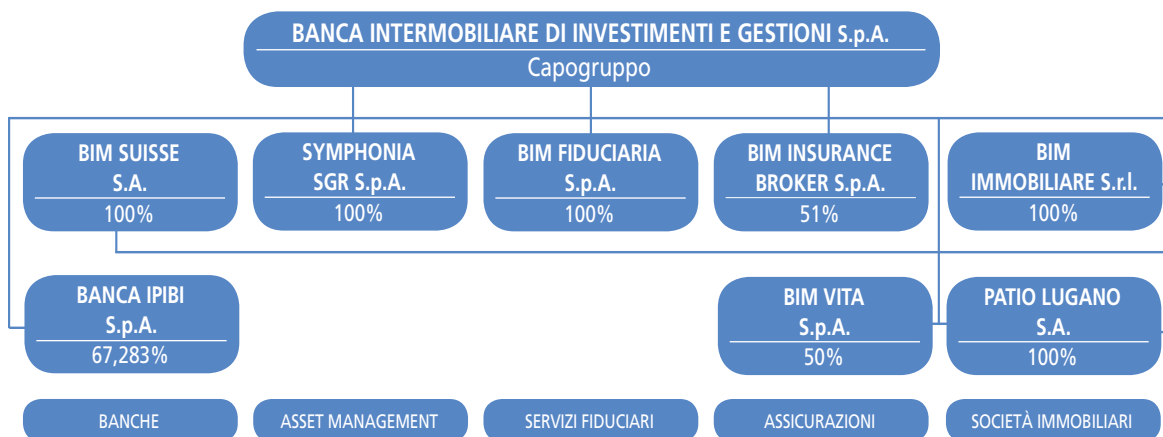 BANCA INTERMOBILIARE DI INVESTIMENTI E GESTIONI S.p.A.
Capogruppo
BIM SUISSE
S.A.
100%
SYMPHONIA
SGR S.p.A.
100%
BIM FIDUCIARIA
S.p.A.
100%
BIM INSURANCE
BROKER S.p.A.
51%
BIM
IMMOBILIARE S.r.l.
100%
BANCA IPIBI
S.p.A.
67,283%
BIM VITA
S.p.A.
50%
PATIO LUGANO
S.A.
100%
BANCHE
ASSET MANAGEMENT
SERVIZI FIDUCIARI
ASSICURAZIONI
SOCIETÀ IMMOBILIARI